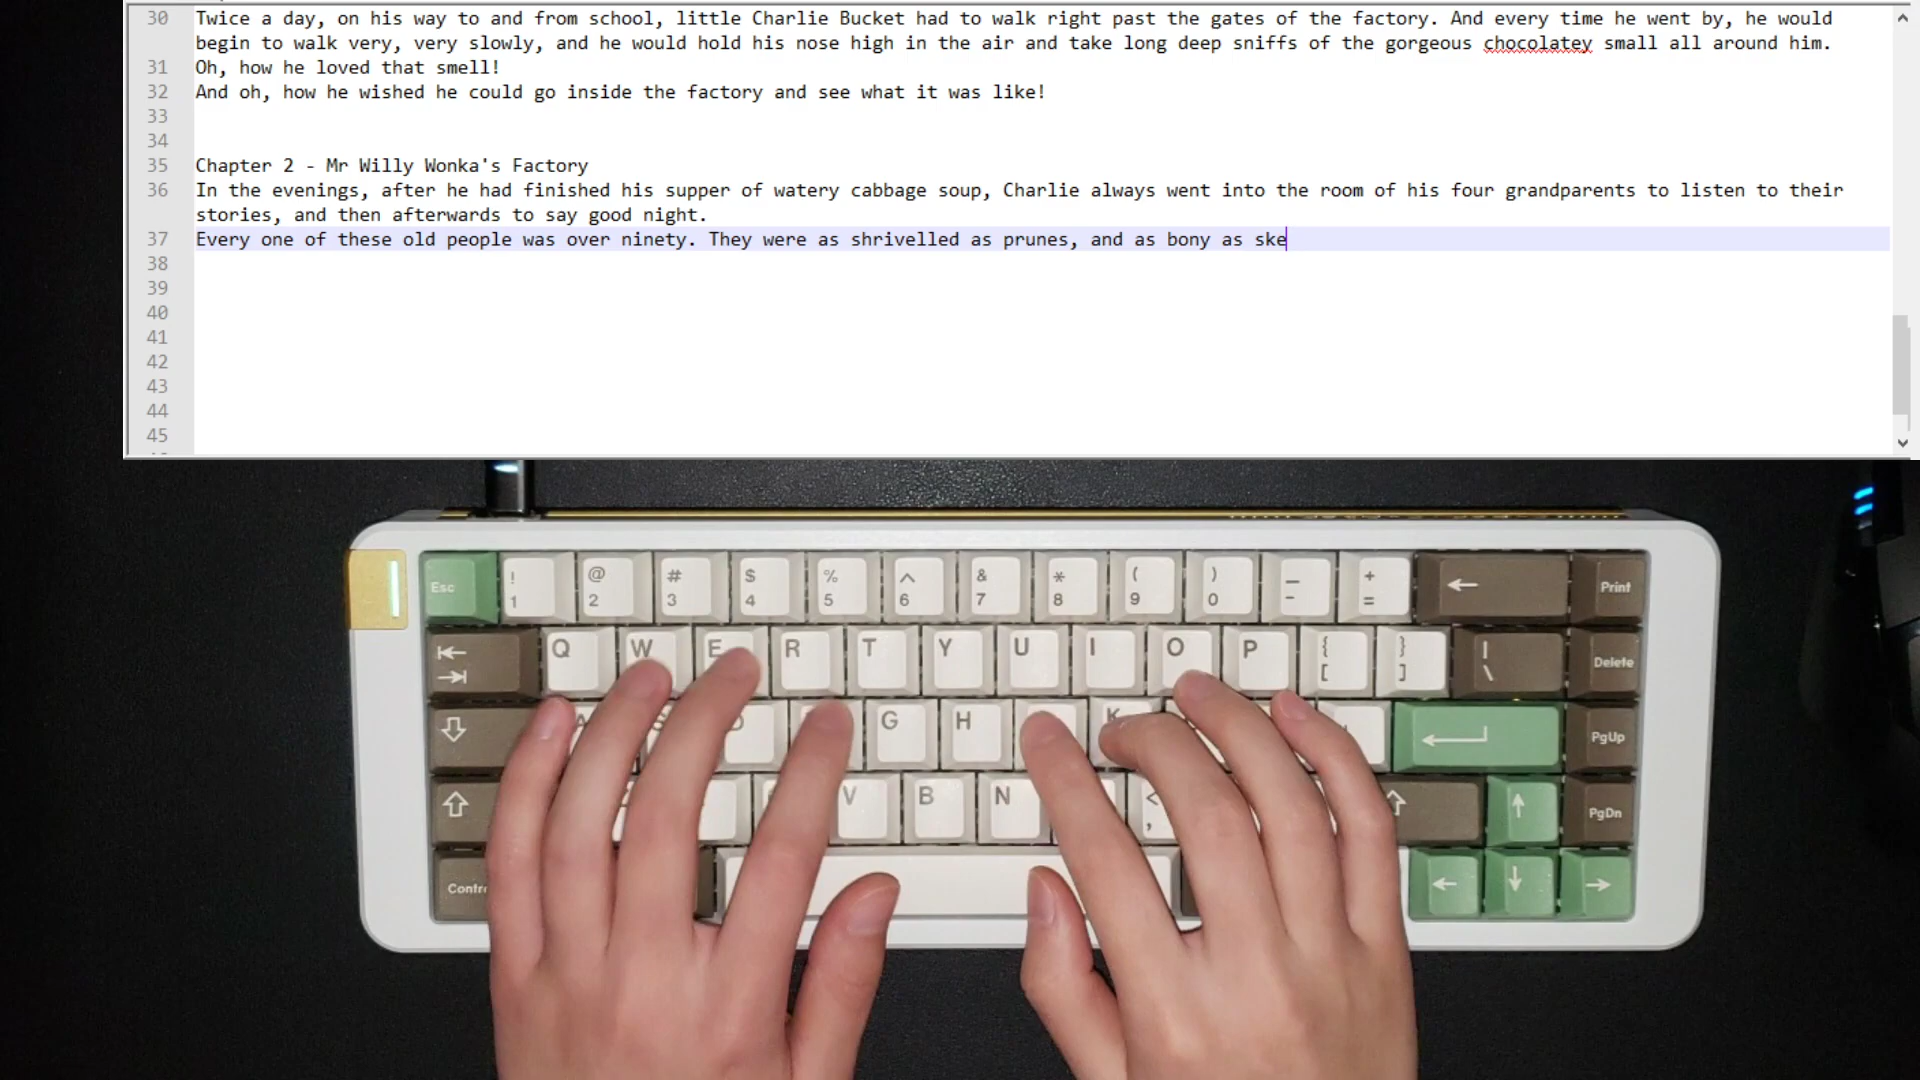 30 Twice a day, on his way to and from school, little Charlie Bucket had to walk right past the gates of the factory. And every time he went by, he would
begin to walk very, very slowly, and he would hold his nose high in the air and take long deep sniffs of the gorgeous chocolatey small all around him.
31 Oh, how he loved that smell!
32 And oh, how he wished he could go inside the factory and see what it was like!
33
34
35 Chapter 2 - Mr Willy Wonka's Factory
36 In the evenings, after he had finished his supper of watery cabbage soup, Charlie always went into the room of his four grandparents to listen to their
stories, and then afterwards to say good night.
37 Every one of these old people was over ninety. They were as shrivelled as prunes, and as bony as ske
38
39
40
41
42
43
44
45
Esc ! 1 @ 2 # 3 $ 4 % 5 ^ 6 & 7 * 8 ( 9 ) 0 _ - + = Print
Q W E R T Y U I O P { [ } ] | \ Delete
G H K PgUp
V B N < , PgDn